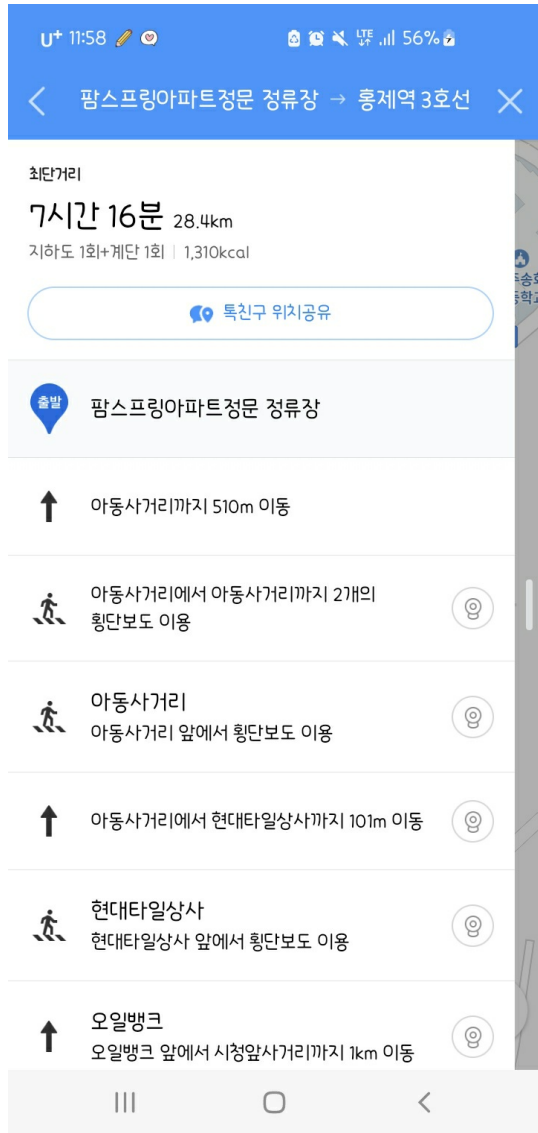 U+ 11:58 LTE 56%
팜스프링아파트정문 정류장 → 홍제역 3호선
최단거리
7시간 16분 28.4km
지하도 1회+계단 1회 | 1,310kcal
톡친구 위치공유
출발 팜스프링아파트정문 정류장
아동사거리까지 510m 이동
아동사거리에서 아동사거리까지 2개의
횡단보도 이용
아동사거리
아동사거리 앞에서 횡단보도 이용
아동사거리에서 현대타일상사까지 101m 이동
현대타일상사
현대타일상사 앞에서 횡단보도 이용
오일뱅크
오일뱅크 앞에서 시청앞사거리까지 1km 이동